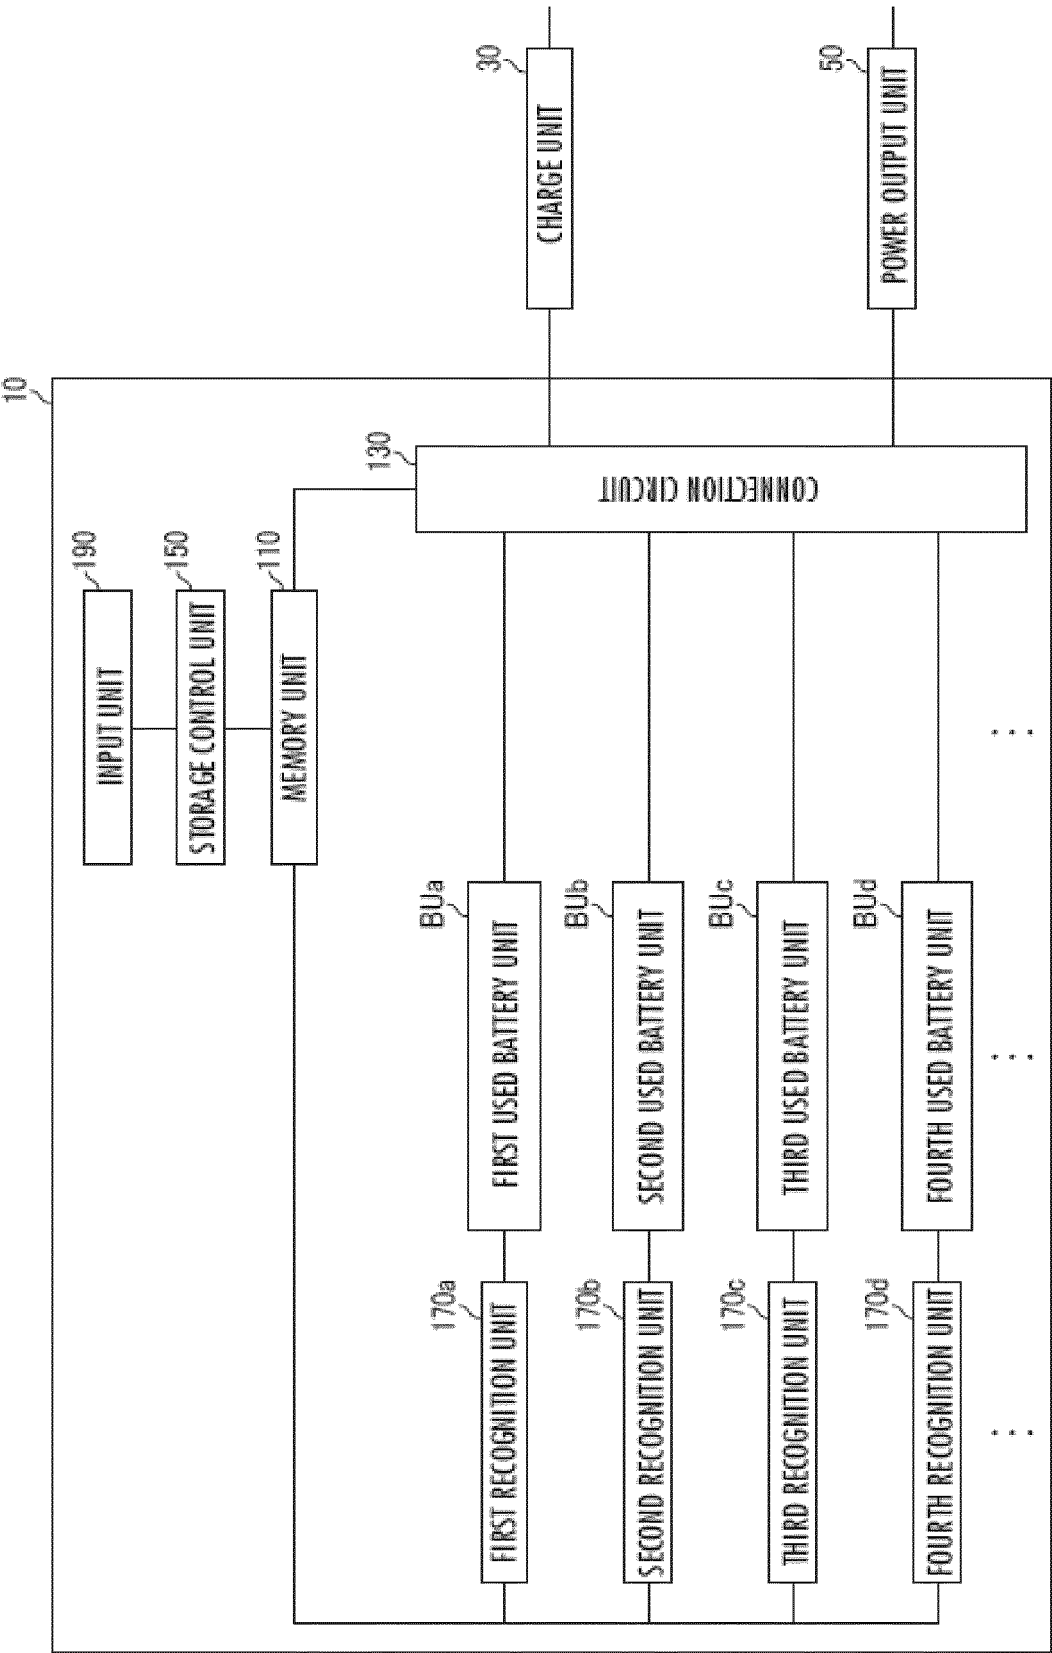 10
190
INPUT UNIT
150
STORAGE CONTROL UNIT
110
MEMORY UNIT
130
CONNECTION CIRCUIT
170a
FIRST RECOGNITION UNIT
BUa
FIRST USED BATTERY UNIT
30
CHARGE UNIT
170b
SECOND RECOGNITION UNIT
BUb
SECOND USED BATTERY UNIT
170c
THIRD RECOGNITION UNIT
BUc
THIRD USED BATTERY UNIT
50
POWER OUTPUT UNIT
170d
FOURTH RECOGNITION UNIT
BUd
FOURTH USED BATTERY UNIT